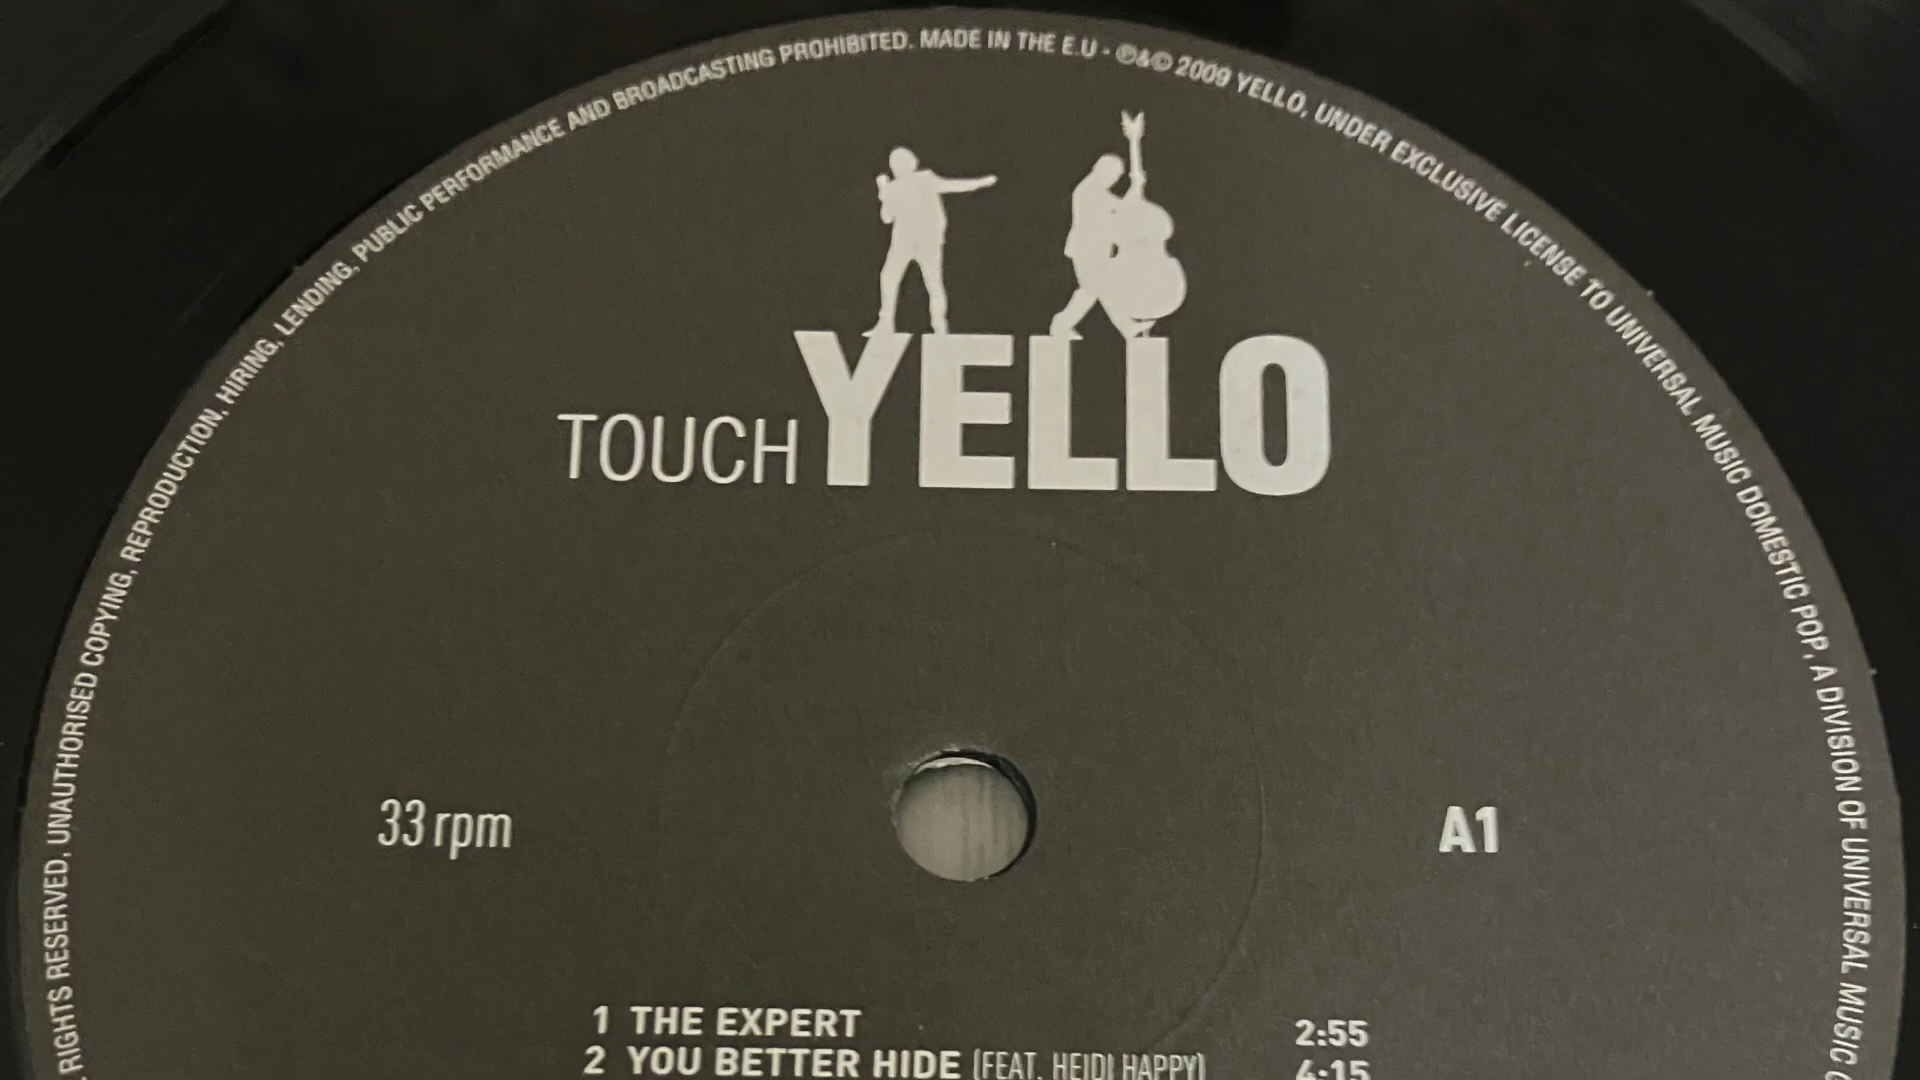 RIGHTS RESERVED, UNAUTHORISED COPYING, REPRODUCTION, HIRING, LENDING, PUBLIC PERFORMANCE AND BROADCASTING PROHIBITED. MADE IN THE E.U - ℗&© 2009 YELLO, UNDER EXCLUSIVE LICENSE TO UNIVERSAL MUSIC DOMESTIC POP, A DIVISION OF UNIVERSAL MUSIC
TOUCH YELLO
33 rpm
A1
1 THE EXPERT 2:55
2 YOU BETTER HIDE (FEAT. HEIDI HAPPY) 4:15